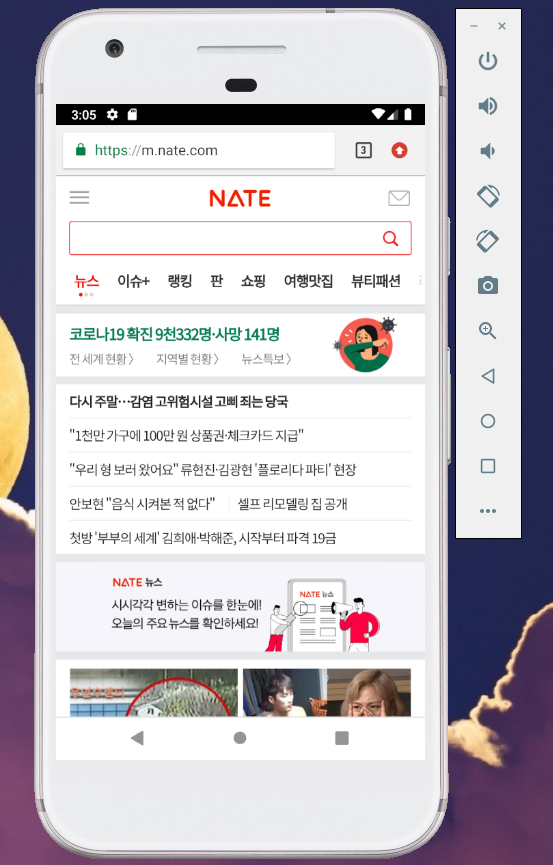 3:05
https://m.nate.com
3
NATE
뉴스 이슈+ 랭킹 판 쇼핑 여행맛집 뷰티패션
코로나19 확진 9천332명·사망 141명
전 세계 현황 〉 지역별 현황 〉 뉴스특보 〉
다시 주말…감염 고위험시설 고삐 죄는 당국
"1천만 가구에 100만 원 상품권·체크카드 지급"
"우리 형 보러 왔어요" 류현진·김광현 '플로리다 파티' 현장
안보현 "음식 시켜본 적 없다" 셀프 리모델링 집 공개
첫방 '부부의 세계' 김희애·박해준, 시작부터 파격 19금
NATE 뉴스
시시각각 변하는 이슈를 한눈에!
오늘의 주요 뉴스를 확인하세요!
NATE 뉴스